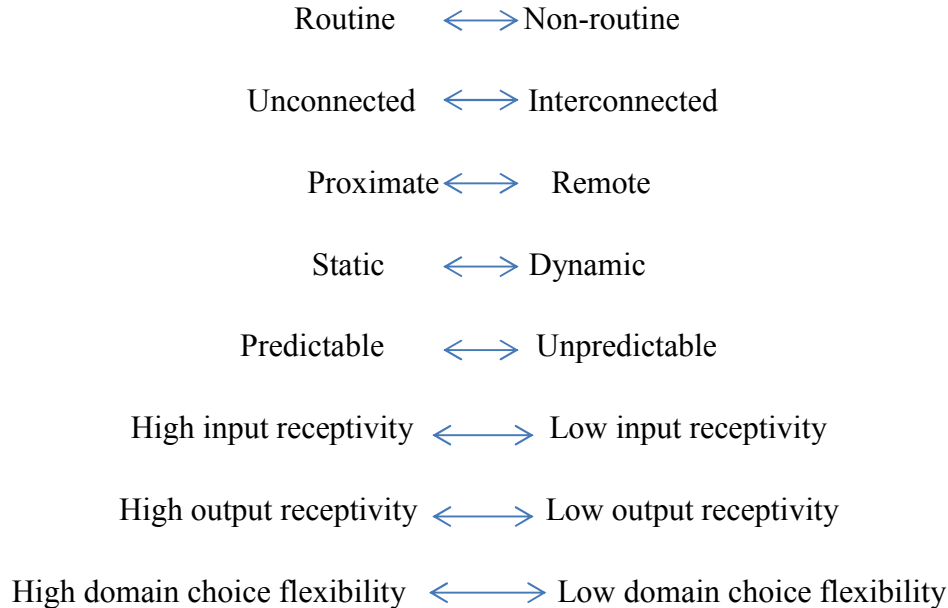 Routine Non-routine
Unconnected Interconnected
Proximate Remote
Static Dynamic
Predictable Unpredictable
High input receptivity Low input receptivity
High output receptivity Low output receptivity
High domain choice flexibility Low domain choice flexibility